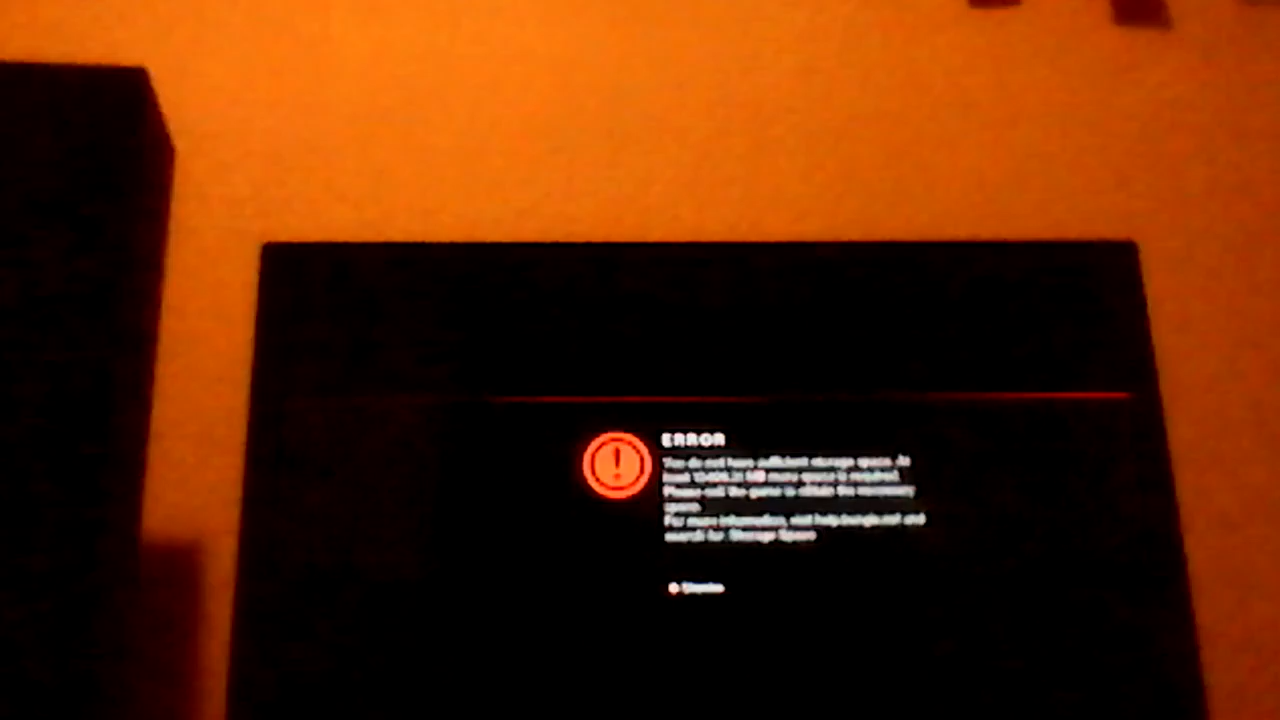 ERROR
You do not have sufficient storage space. At
least MB more space is required.
Please exit the game to obtain the necessary
space.
For more information, visit help.bungie.net and
search for: Storage Space
Dismiss